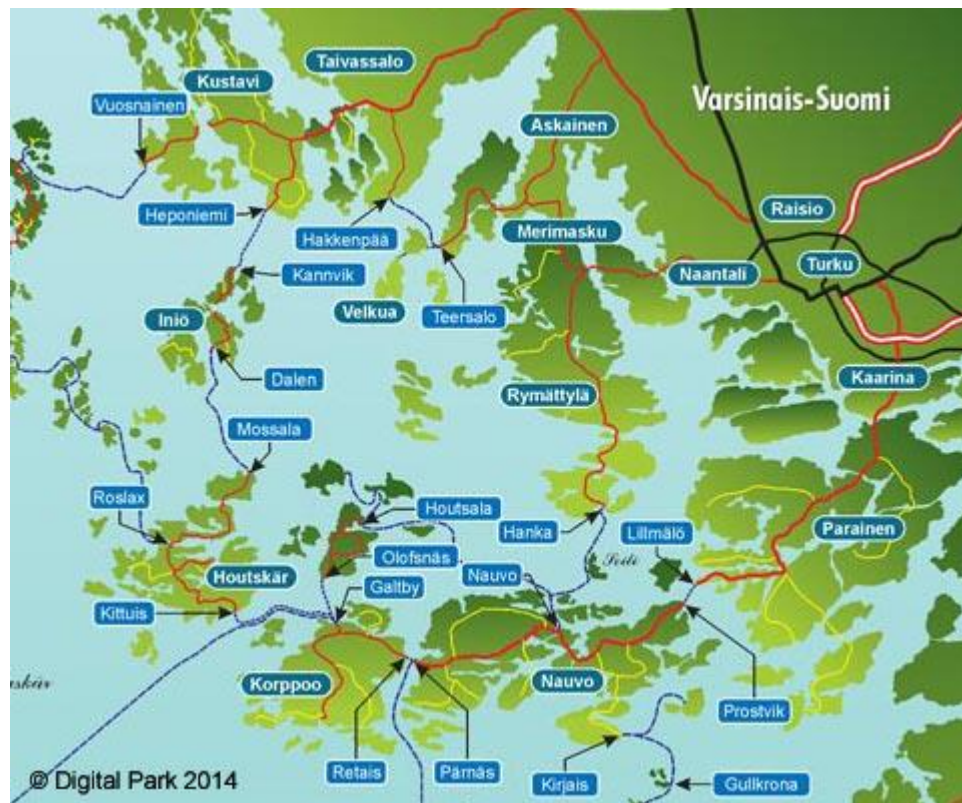 Taivassalo
Kustavi
Vuosnainen
Varsinais-Suomi
Askainen
Raisio
Heponiemi
Hakkenpää
Merimasku
Naantali
Turku
Kannvik
Velkua
Teersalo
Iniö
Dalen
Kaarina
Rymättylä
Mossala
Roslax
Houtsala
Hanka
Lillmälö
Parainen
Olofsnäs
Houtskär
Nauvo
Galtby
Kittuis
Korppoo
Nauvo
Prostvik
Retais
Pärnäs
Kirjais
Gullkrona
© Digital Park 2014